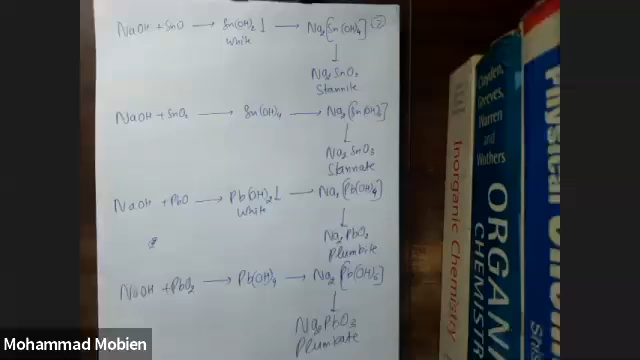 NaOH + SnO → Sn(OH)₂ ↓ → Na₂[Sn(OH)₄] ②
white
↓
Na₂SnO₂
Stannite
NaOH + SnO₂ → Sn(OH)₄ → Na₂[Sn(OH)₆]
↓
Na₂SnO₃
Stannate
NaOH + PbO → Pb(OH)₂ ↓ → Na₂[Pb(OH)₄]
white
↓
Na₂PbO₂
Plumbite
NaOH + PbO₂ → Pb(OH)₄ → Na₂[Pb(OH)₆]
↓
Na₂PbO₃
Plumbate
Inorganic Chemistry
Clayden,
Greeves,
Warren
and
Wothers
ORGANIC
CHEMISTRY
Physical
Mohammad Mobien